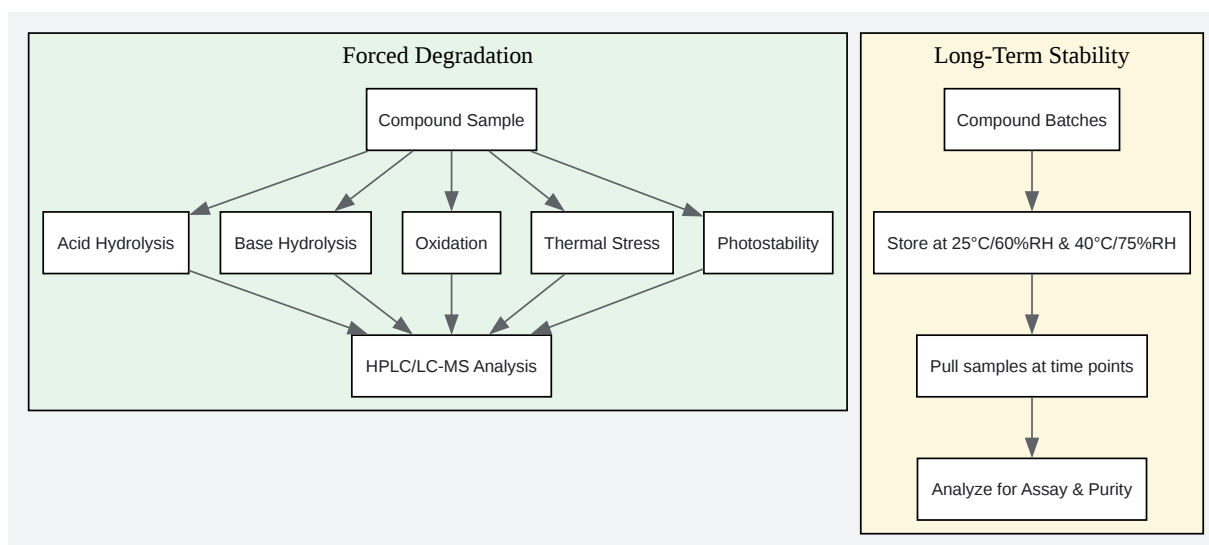 Forced Degradation
Compound Sample
Acid Hydrolysis
Base Hydrolysis
Oxidation
Thermal Stress
Photostability
HPLC/LC-MS Analysis
Long-Term Stability
Compound Batches
Store at 25°C/60%RH & 40°C/75%RH
Pull samples at time points
Analyze for Assay & Purity